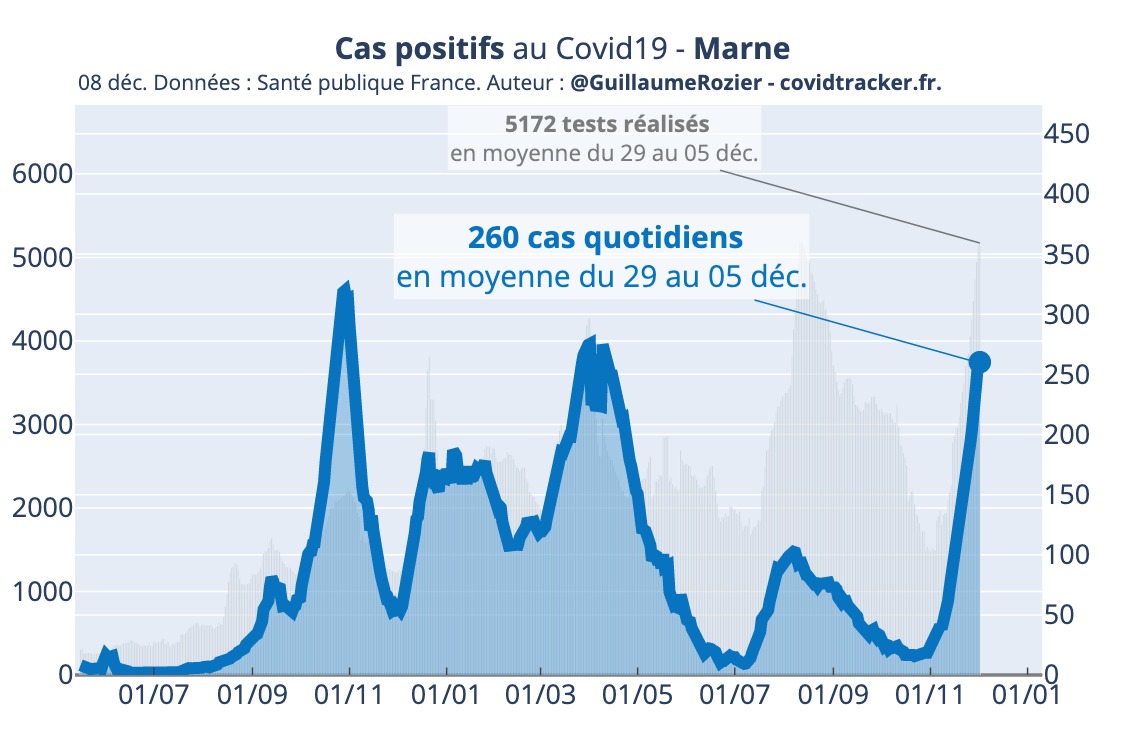 Cas positifs au Covid19 - Marne
08 déc. Données : Santé publique France. Auteur : @GuillaumeRozier - covidtracker.fr.
5172 tests réalisés
en moyenne du 29 au 05 déc.
260 cas quotidiens
en moyenne du 29 au 05 déc.
6000
5000
4000
3000
2000
1000
0
450
400
350
300
250
200
150
100
50
0
01/07 01/09 01/11 01/01 01/03 01/05 01/07 01/09 01/11 01/01